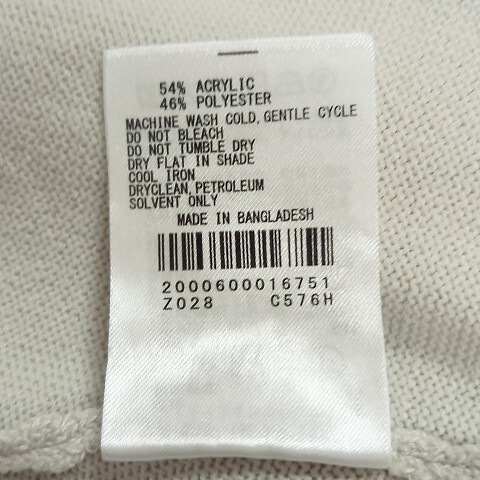 54% ACRYLIC
46% POLYESTER
MACHINE WASH COLD, GENTLE CYCLE
DO NOT BLEACH
DO NOT TUMBLE DRY
DRY FLAT IN SHADE
COOL IRON
DRYCLEAN, PETROLEUM
SOLVENT ONLY
MADE IN BANGLADESH
2000600016751
Z028 C576H